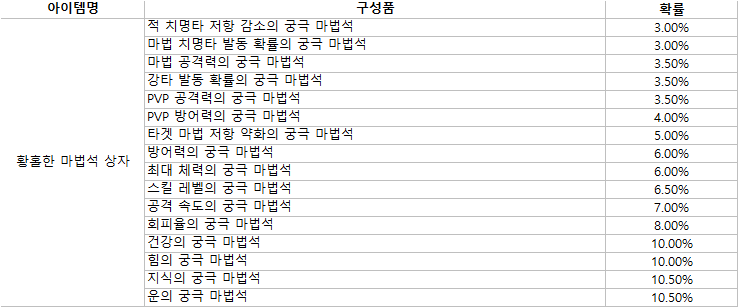 아이템명 구성품 확률
적 치명타 저항 감소의 궁극 마법석 3.00%
마법 치명타 발동 확률의 궁극 마법석 3.00%
마법 공격력의 궁극 마법석 3.50%
강타 발동 확률의 궁극 마법석 3.50%
PVP 공격력의 궁극 마법석 3.50%
PVP 방어력의 궁극 마법석 4.00%
타겟 마법 저항 약화의 궁극 마법석 5.00%
방어력의 궁극 마법석 6.00%
황홀한 마법석 상자 최대 체력의 궁극 마법석 6.00%
스킬 레벨의 궁극 마법석 6.50%
공격 속도의 궁극 마법석 7.00%
회피율의 궁극 마법석 8.00%
건강의 궁극 마법석 10.00%
힘의 궁극 마법석 10.00%
지식의 궁극 마법석 10.50%
운의 궁극 마법석 10.50%